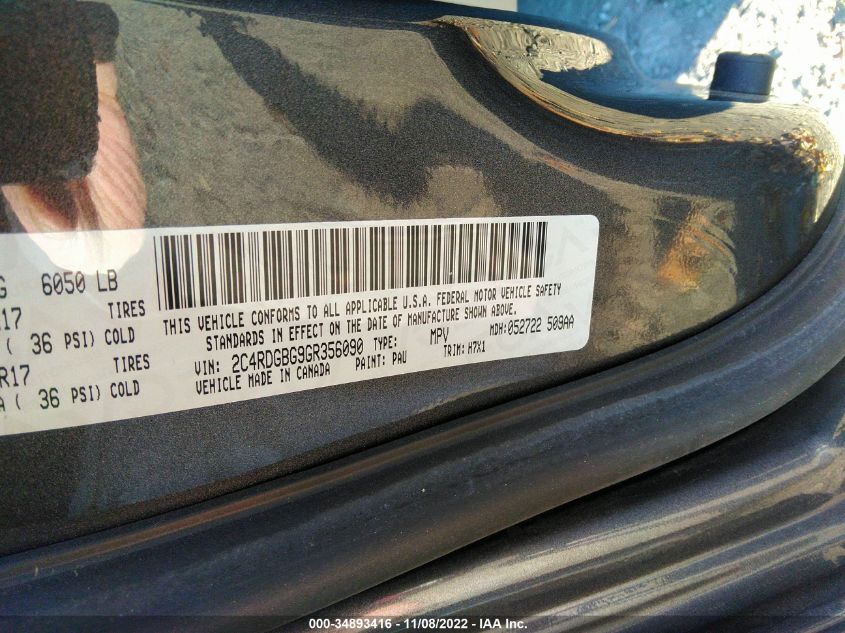 G 6050 LB
17 TIRES
( 36 PSI) COLD
R17 TIRES
A ( 36 PSI) COLD
THIS VEHICLE CONFORMS TO ALL APPLICABLE U.S.A. FEDERAL MOTOR VEHICLE SAFETY
STANDARDS IN EFFECT ON THE DATE OF MANUFACTURE SHOWN ABOVE.
VIN: 2C4RDGBG9GR356090 TYPE: MPV MDH: 052722 509AA
VEHICLE MADE IN CANADA PAINT: PAU TRIM: H7X1
000-34893416 - 11/08/2022 - IAA Inc.